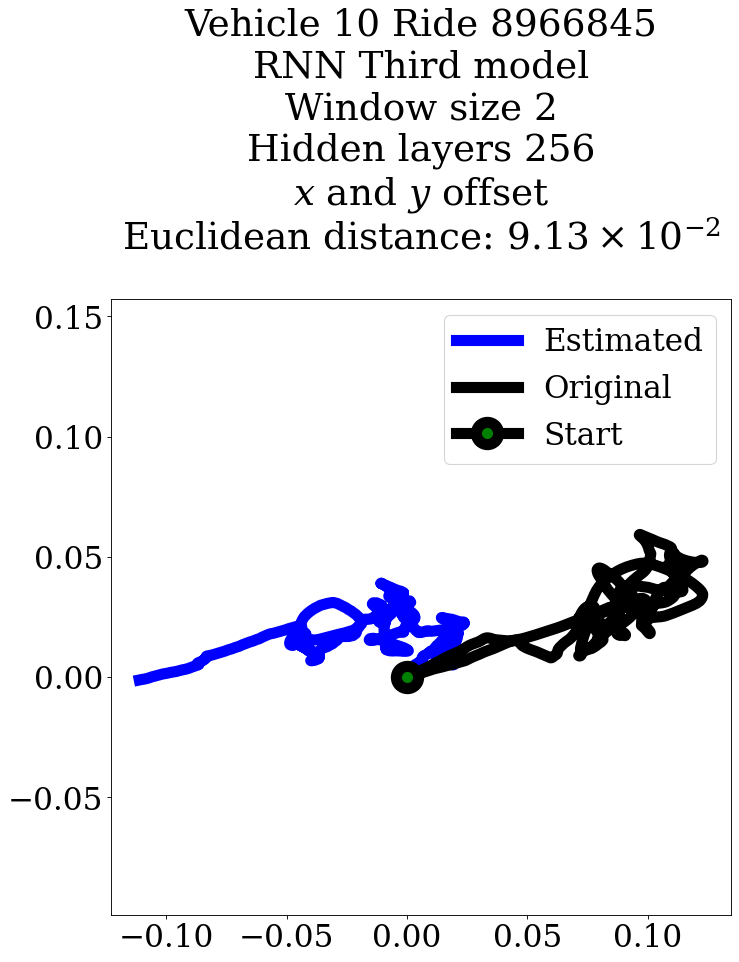 Vehicle 10 Ride 8966845
RNN Third model
Window size 2
Hidden layers 256
x and y offset
Euclidean distance: 9.13 × 10⁻²
Estimated
Original
Start
0.15
0.10
0.05
0.00
−0.05
−0.10 −0.05 0.00 0.05 0.10